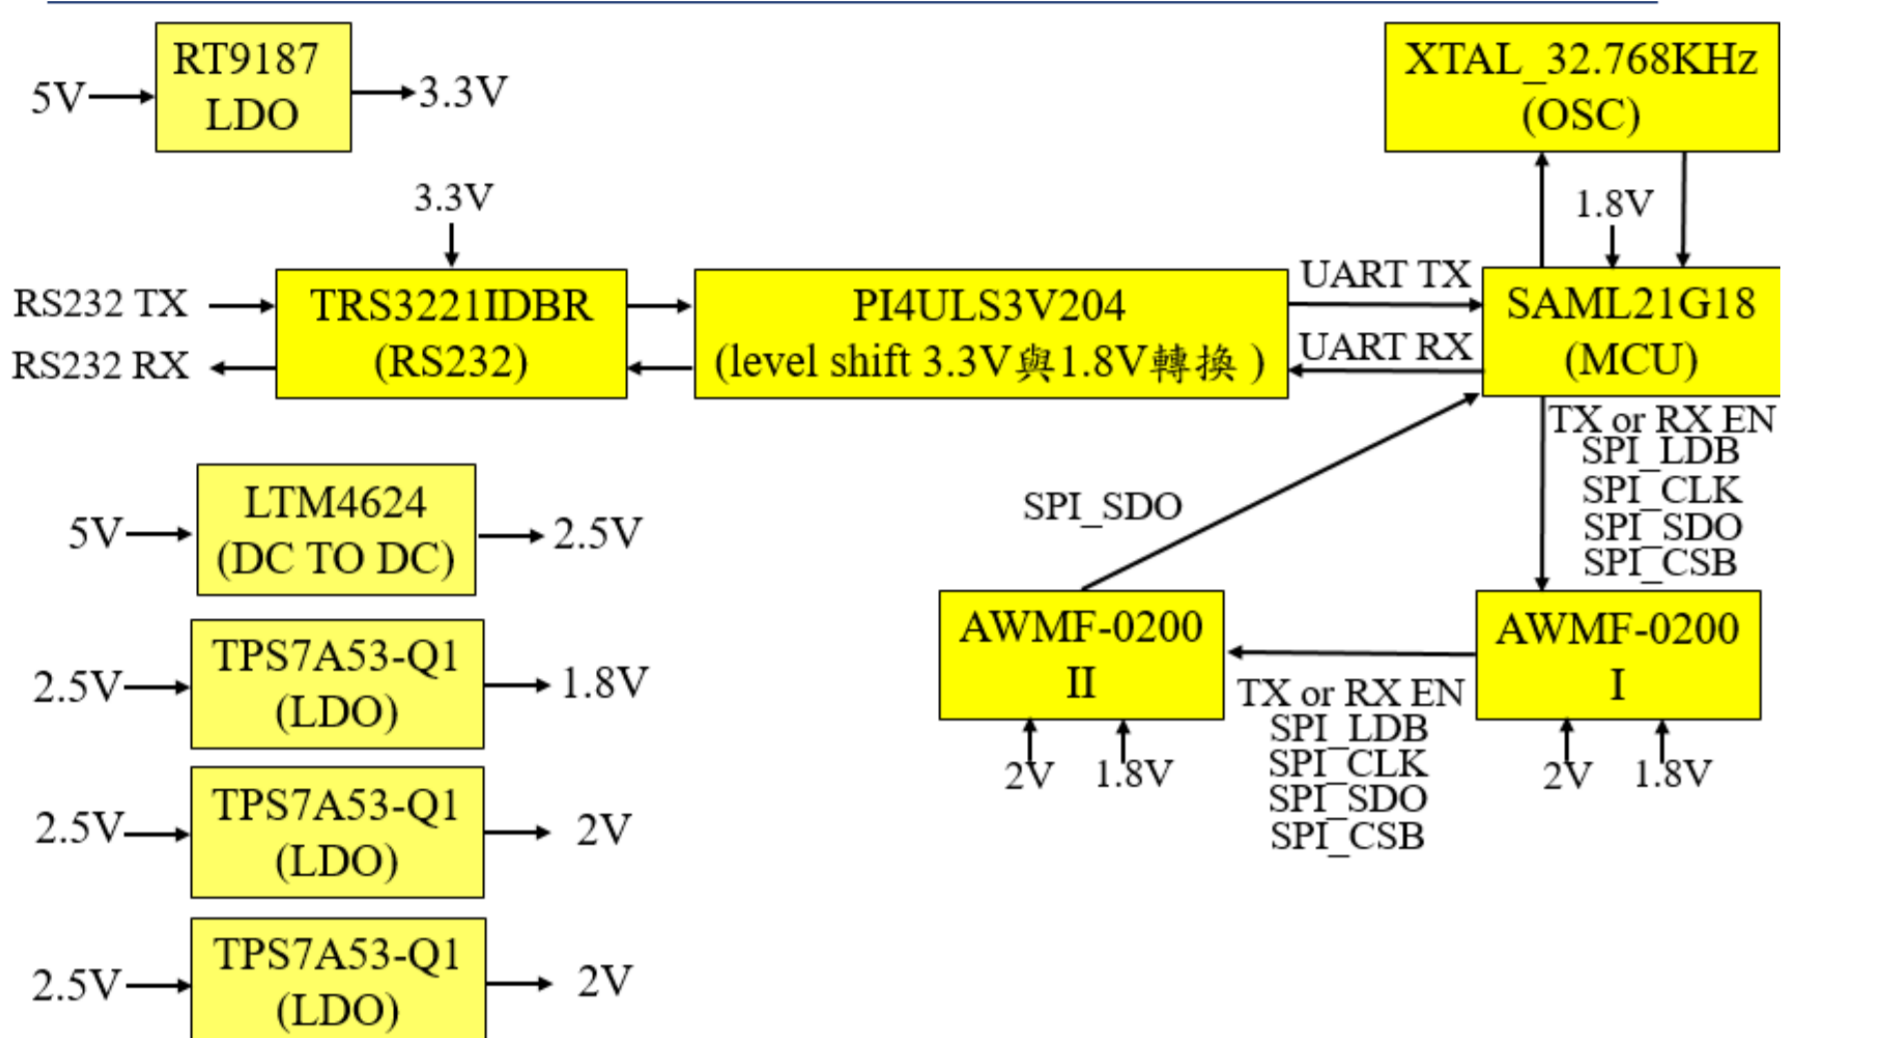 RT9187
LDO
5V
3.3V
XTAL_32.768KHz
(OSC)
3.3V
1.8V
RS232 TX
RS232 RX
TRS3221IDBR
(RS232)
PI4ULS3V204
(level shift 3.3V與1.8V轉換 )
UART TX
UART RX
SAML21G18
(MCU)
TX or RX EN
SPI_LDB
SPI_CLK
SPI_SDO
SPI_CSB
SPI_SDO
5V
LTM4624
(DC TO DC)
2.5V
2.5V
TPS7A53-Q1
(LDO)
1.8V
AWMF-0200
II
2V
1.8V
TX or RX EN
SPI_LDB
SPI_CLK
SPI_SDO
SPI_CSB
AWMF-0200
I
2V
1.8V
2.5V
TPS7A53-Q1
(LDO)
2V
2.5V
TPS7A53-Q1
(LDO)
2V